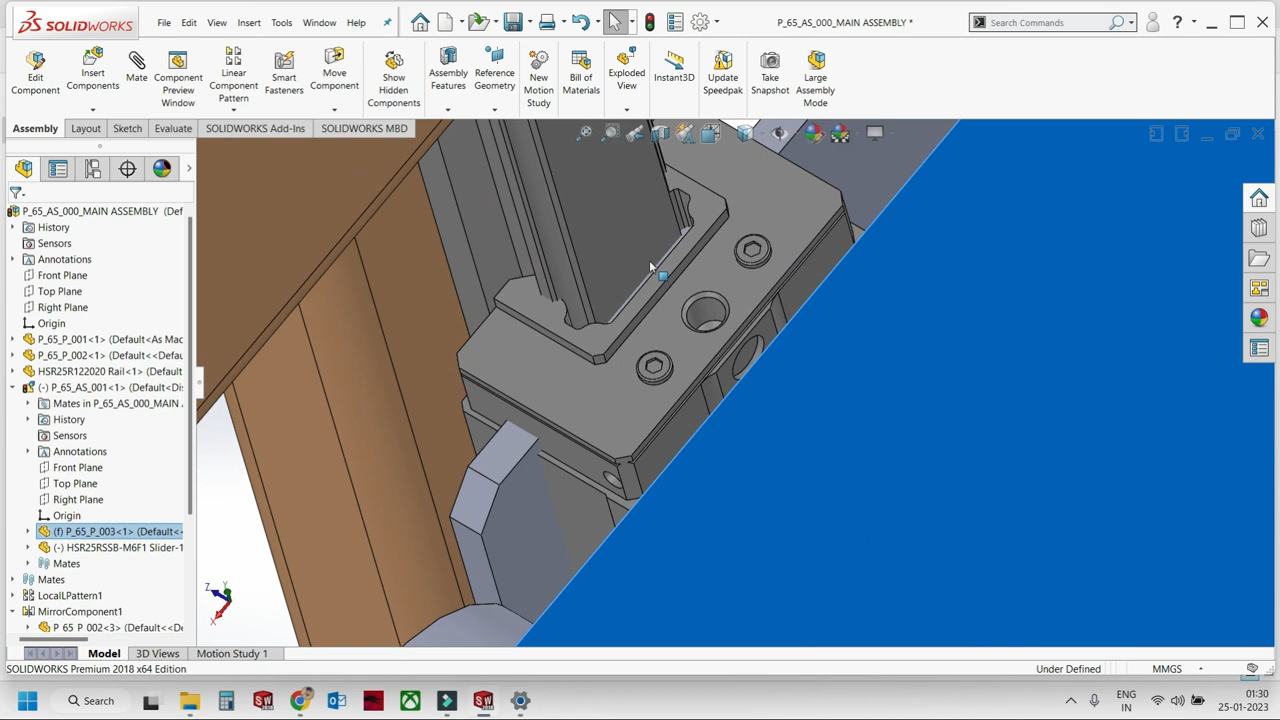 SOLIDWORKS
File
Edit
View
Insert
Tools
Window
Help
P_65_AS_000_MAIN ASSEMBLY *
Search Commands
?
Edit Component
Insert Components
Mate
Component Preview Window
Linear Component Pattern
Smart Fasteners
Move Component
Show Hidden Components
Assembly Features
Reference Geometry
New Motion Study
Bill of Materials
Exploded View
Instant3D
Update Speedpak
Take Snapshot
Large Assembly Mode
Assembly
Layout
Sketch
Evaluate
SOLIDWORKS Add-Ins
SOLIDWORKS MBD
P_65_AS_000_MAIN ASSEMBLY (Def
History
Sensors
Annotations
Front Plane
Top Plane
Right Plane
Origin
P_65_P_001<1> (Default<As Mac
P_65_P_002<1> (Default<<Defau
HSR25R122020 Rail<1> (Default<
(-) P_65_AS_001<1> (Default<Dis
Mates in P_65_AS_000_MAIN
History
Sensors
Annotations
Front Plane
Top Plane
Right Plane
Origin
(f) P_65_P_003<1> (Default<<
(-) HSR25RSSB-M6F1 Slider-1
Mates
Mates
LocalLPattern1
MirrorComponent1
P_65_P_002<3> (Default<<De
Z
Y
X
Model
3D Views
Motion Study 1
SOLIDWORKS Premium 2018 x64 Edition
Under Defined
MMGS
Search
ENG
IN
01:30
25-01-2023